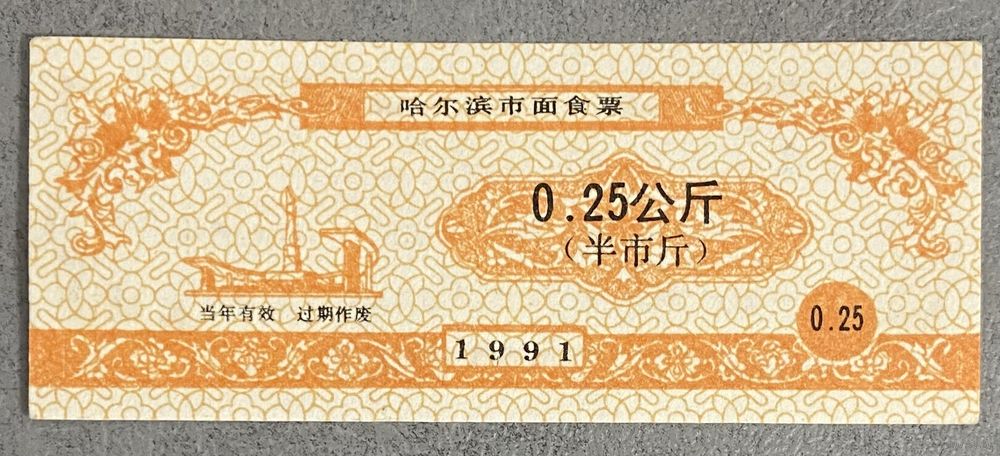 哈尔滨市面食票
0.25公斤
(半市斤)
当年有效 过期作废
0.25
1991